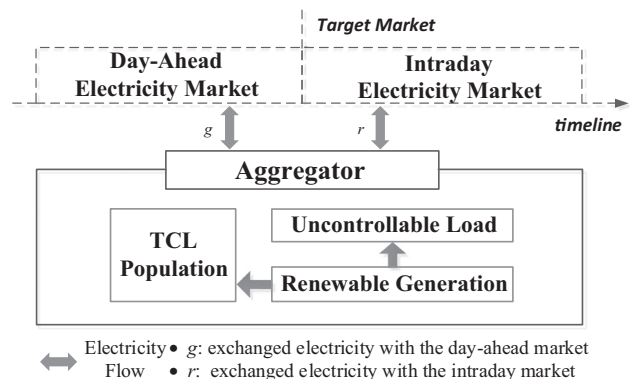 Target Market
Day-Ahead
Electricity Market
Intraday
Electricity Market
timeline
g
r
Aggregator
TCL
Population
Uncontrollable Load
Renewable Generation
Electricity • g: exchanged electricity with the day-ahead market
Flow • r: exchanged electricity with the intraday market